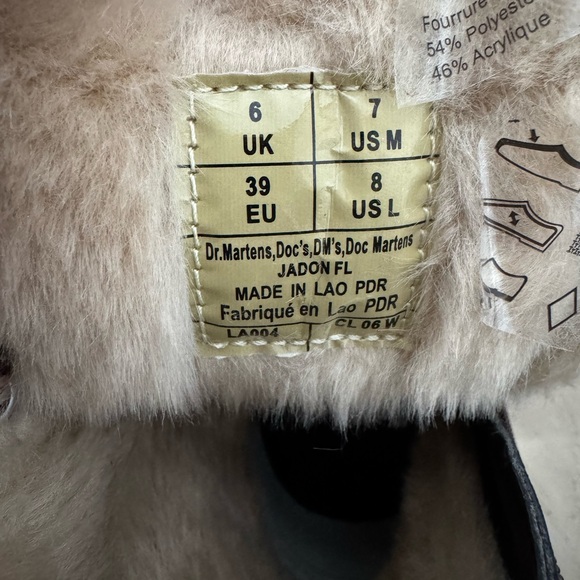 Fourrure
54% Polyester
46% Acrylique
6 UK
7 US M
39 EU
8 US L
Dr.Martens,Doc's,DM's,Doc Martens
JADON FL
MADE IN LAO PDR
Fabriqué en Lao PDR
LA004 CL 06 W